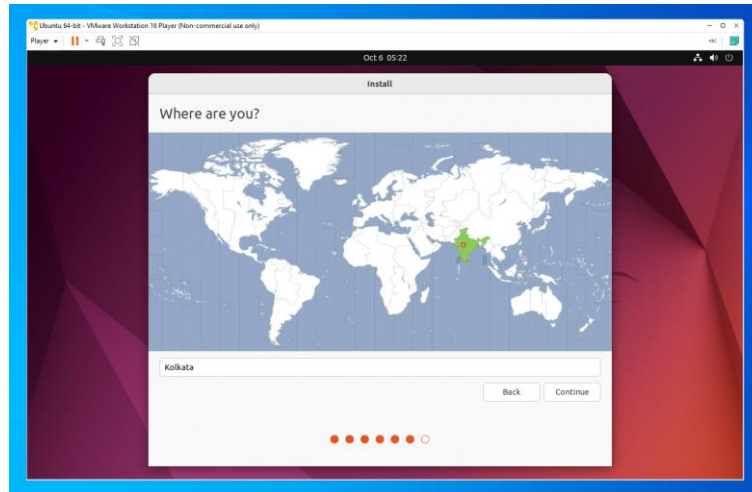 Ubuntu 64-bit - VMware Workstation 16 Player (Non-commercial use only)
Player
Oct 6 05:22
Install
Where are you?
Kolkata
Back Continue